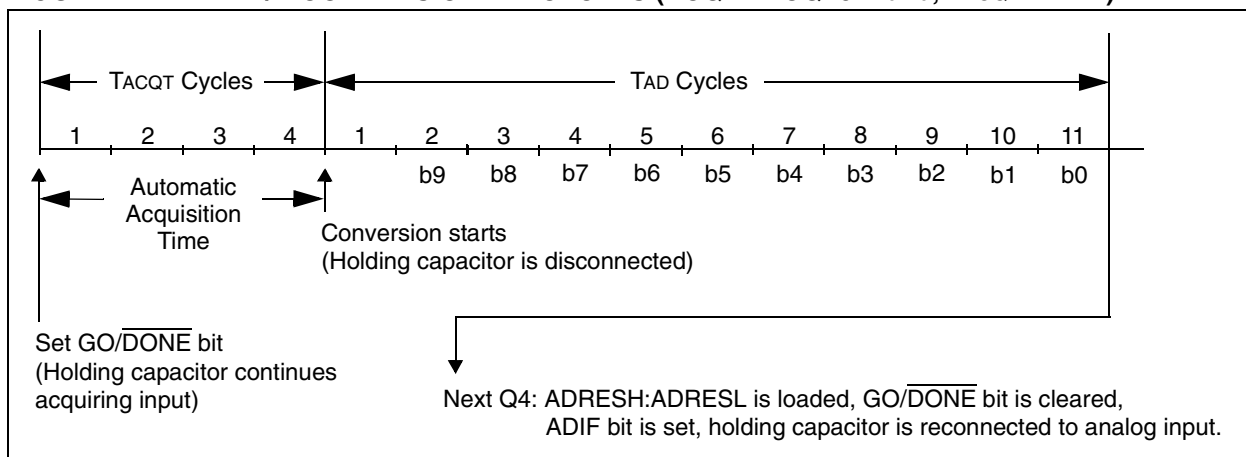 TACQT Cycles
TAD Cycles
1 2 3 4 1 2 3 4 5 6 7 8 9 10 11
b9 b8 b7 b6 b5 b4 b3 b2 b1 b0
Automatic
Acquisition
Time
Conversion starts
(Holding capacitor is disconnected)
Set GO/DONE bit
(Holding capacitor continues
acquiring input)
Next Q4: ADRESH:ADRESL is loaded, GO/DONE bit is cleared,
ADIF bit is set, holding capacitor is reconnected to analog input.